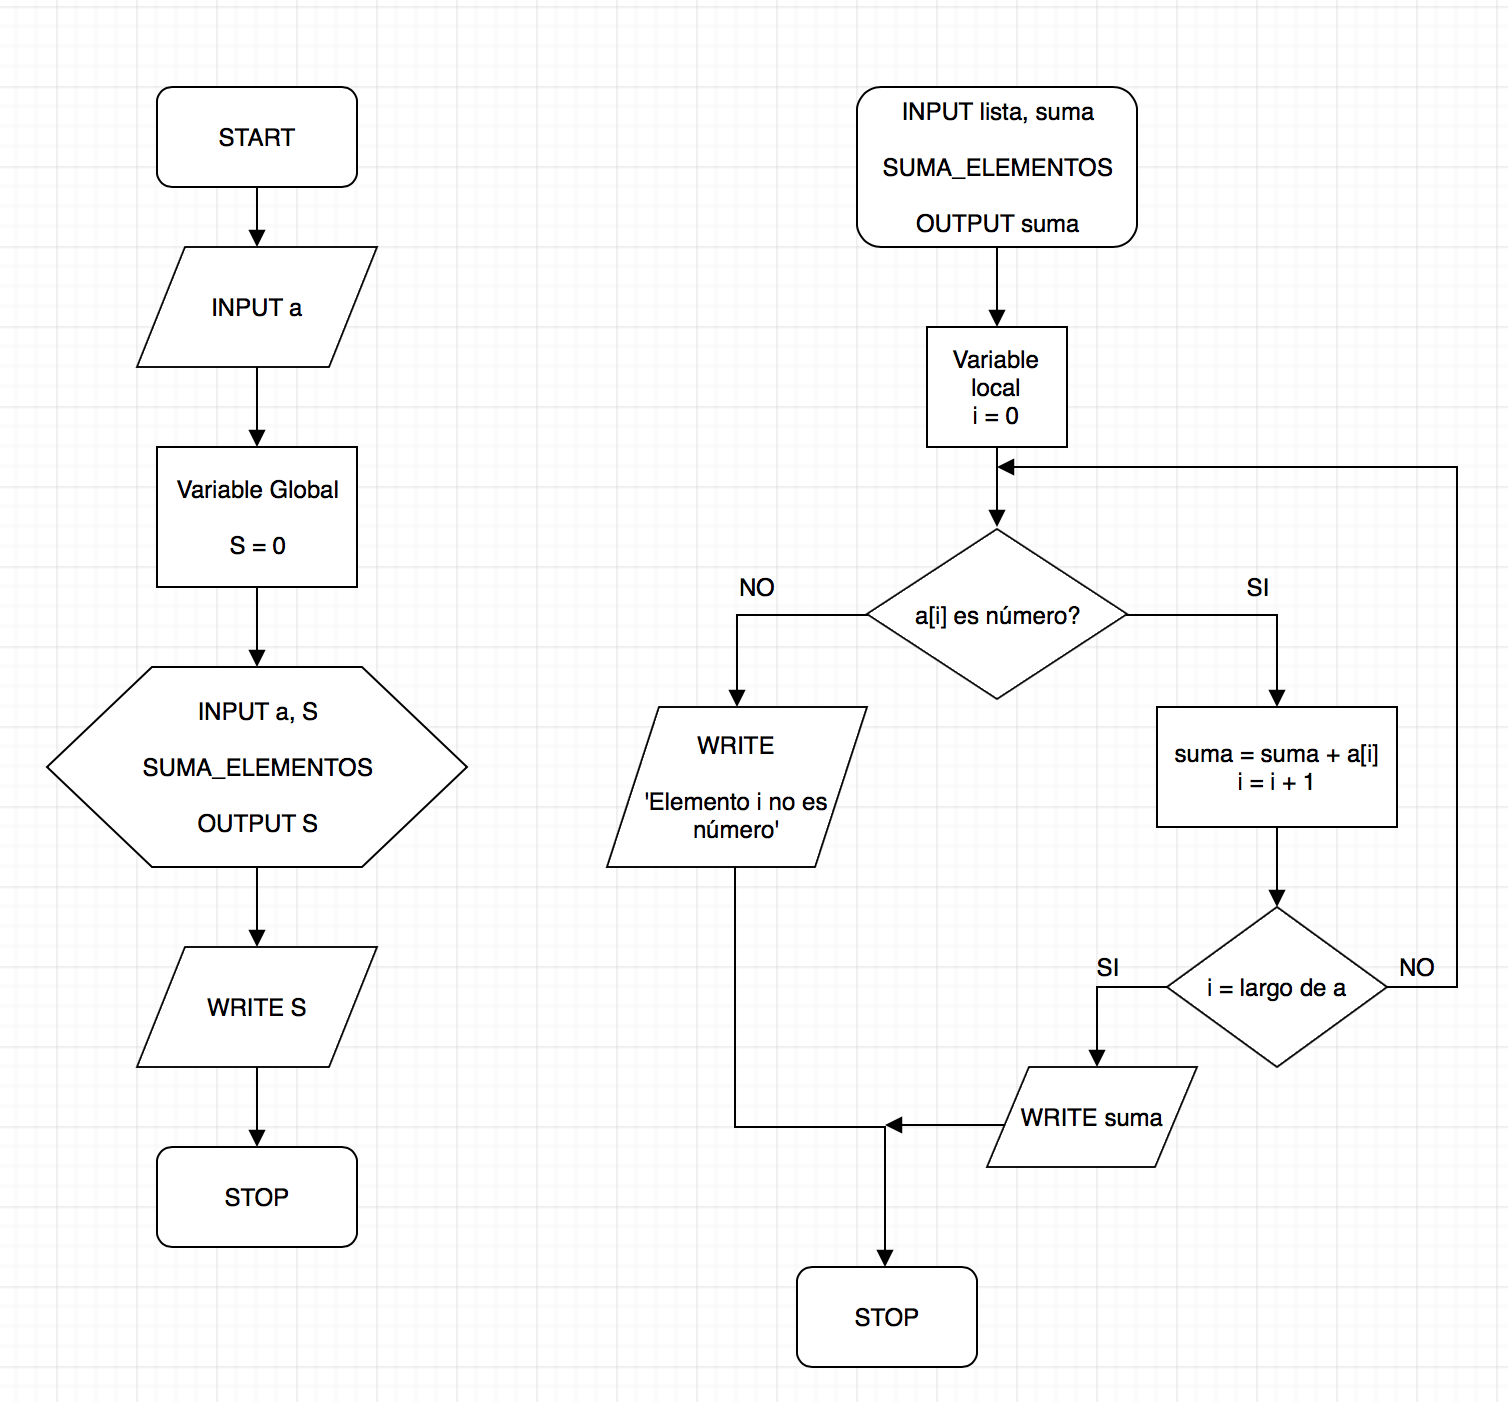 START
INPUT a
Variable Global
S = 0
INPUT a, S
SUMA_ELEMENTOS
OUTPUT S
WRITE S
STOP
INPUT lista, suma
SUMA_ELEMENTOS
OUTPUT suma
Variable
local
i = 0
a[i] es número?
NO
SI
WRITE
'Elemento i no es
número'
suma = suma + a[i]
i = i + 1
i = largo de a
SI
NO
WRITE suma
STOP